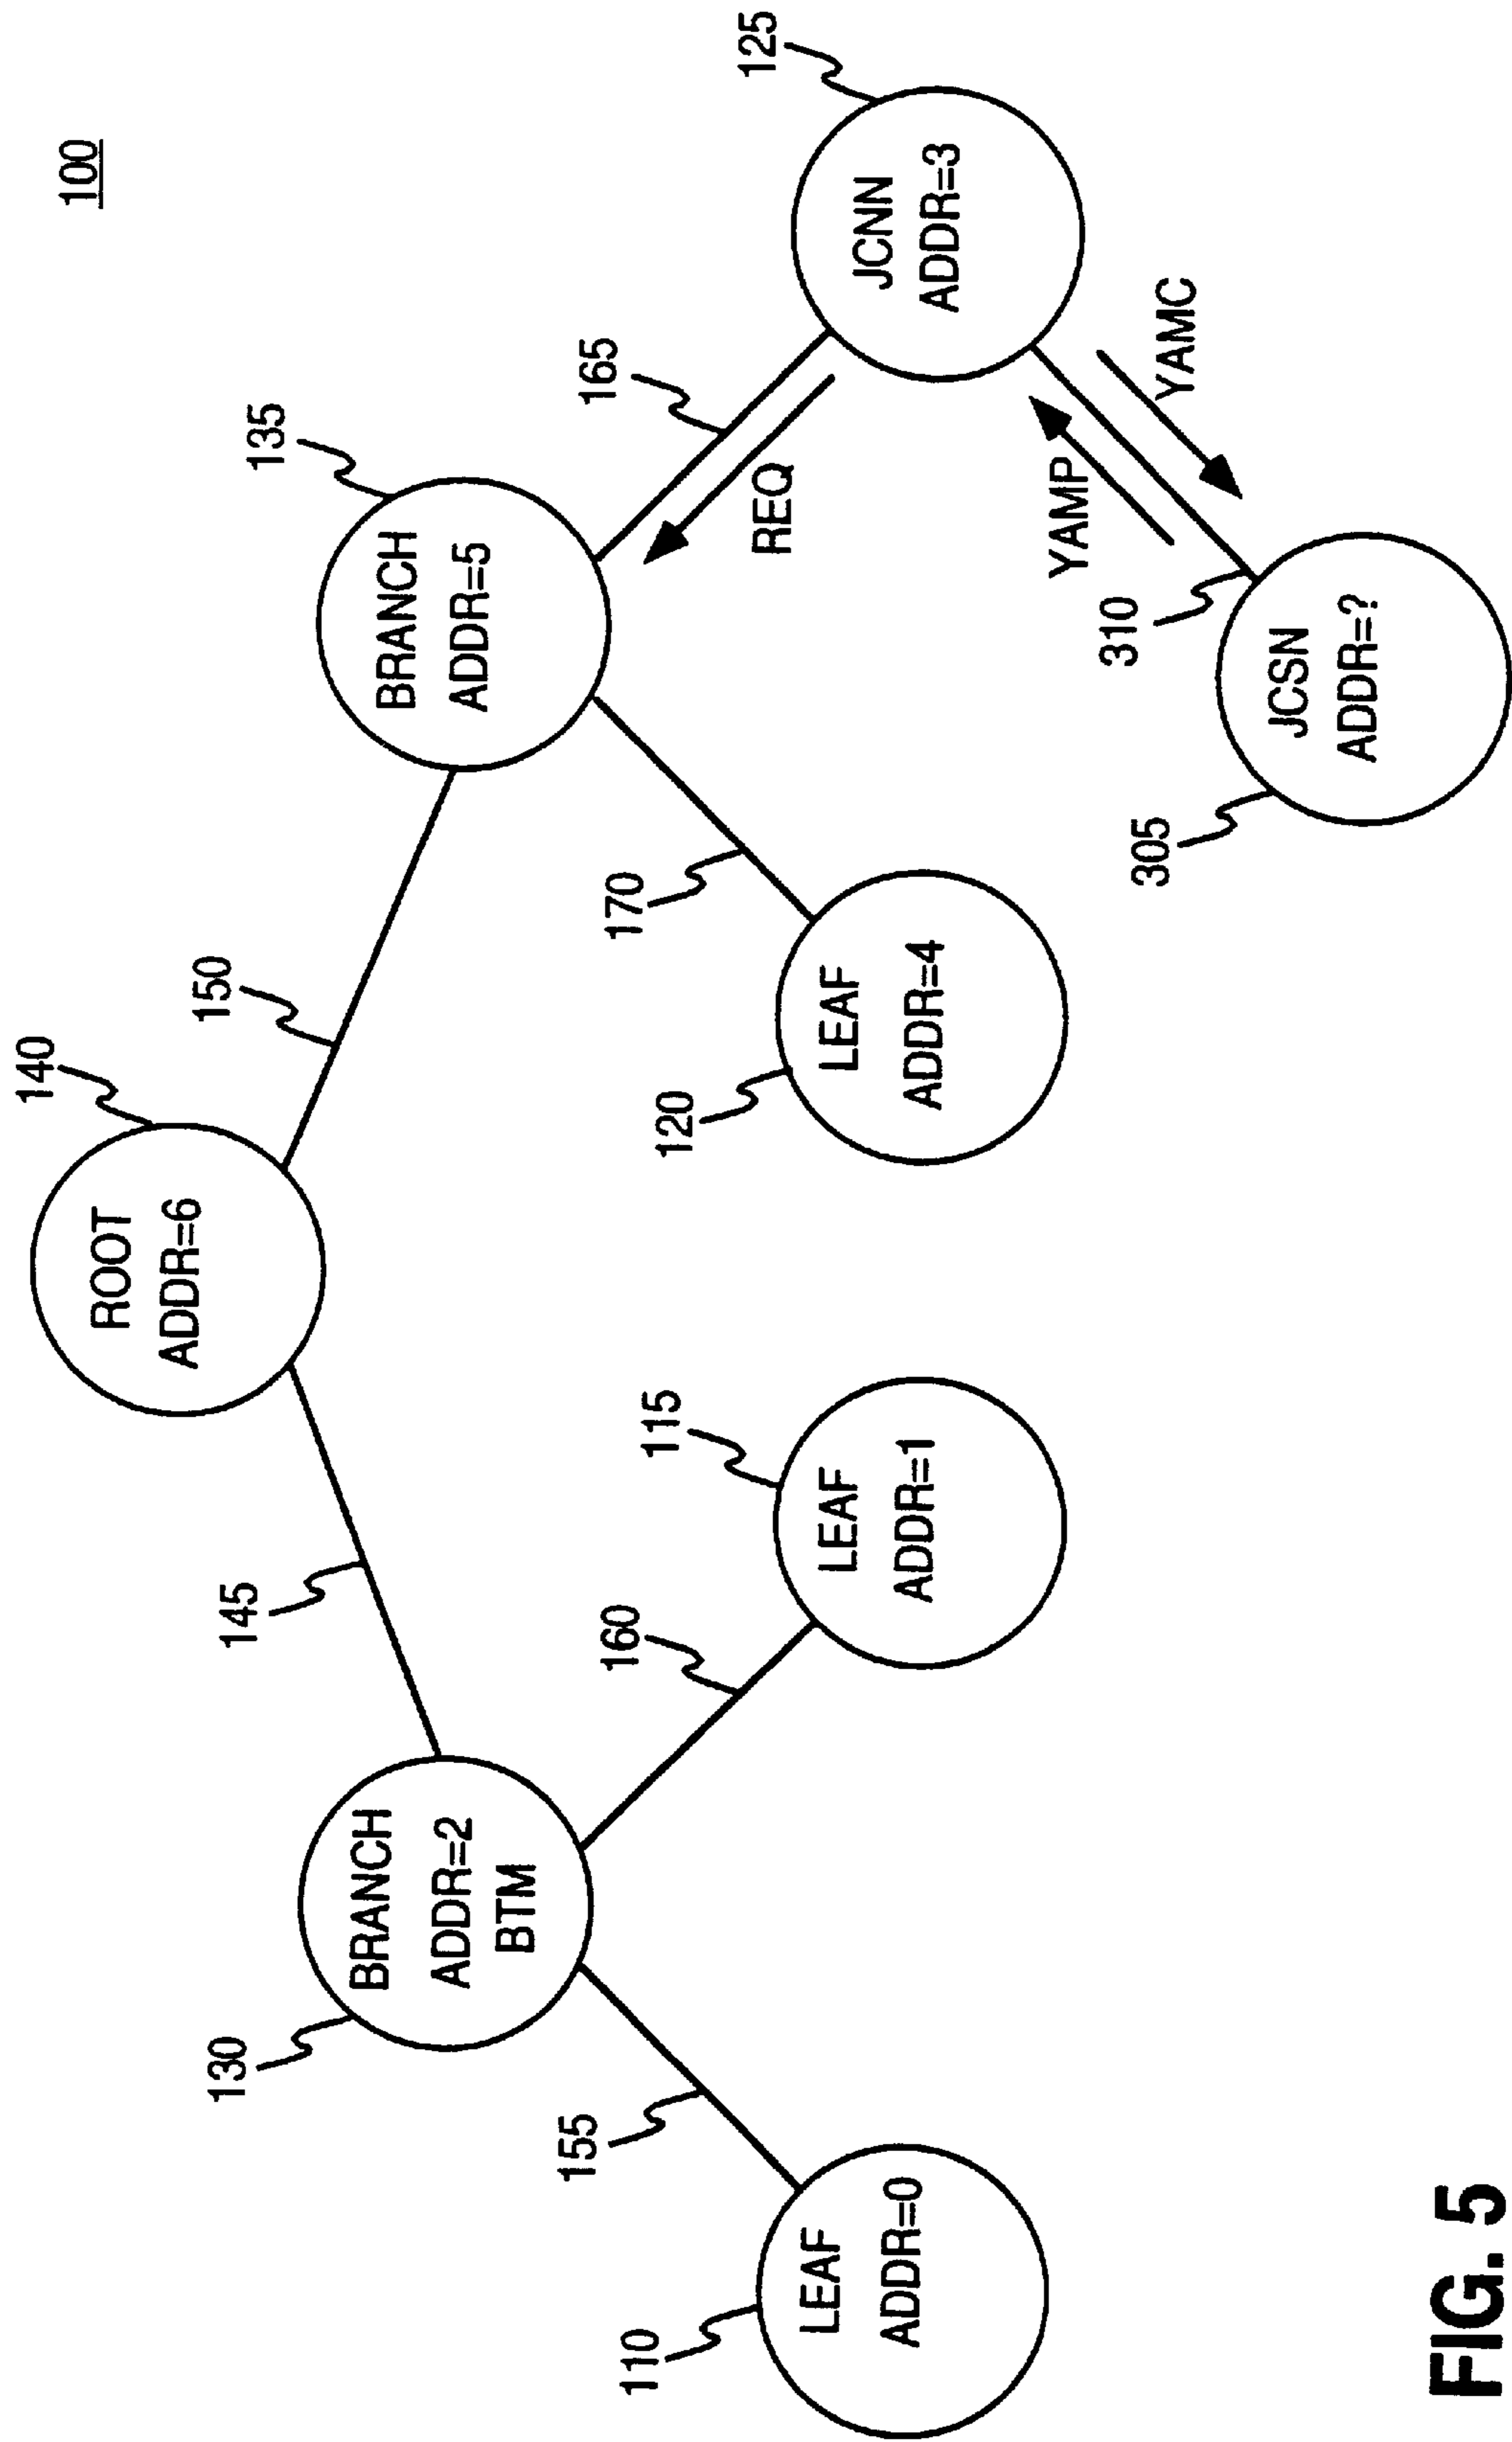 100
140
ROOT
ADDR=6
145
150
130
BRANCH
ADDR=2
BTM
135
BRANCH
ADDR=5
155
160
170
165
REQ
110
LEAF
ADDR=0
115
LEAF
ADDR=1
120
LEAF
ADDR=4
125
JCNN
ADDR=3
YAMP
YAMC
310
305
JCSN
ADDR=?
FIG. 5